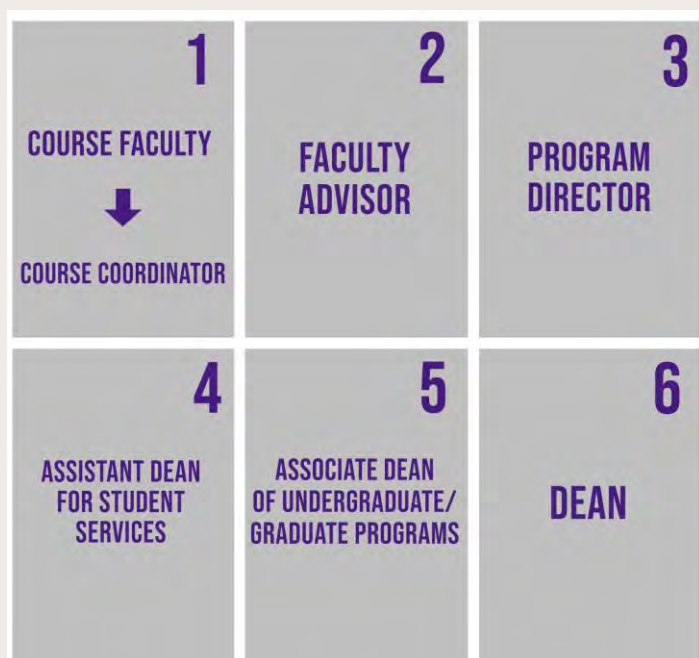 1
COURSE FACULTY
COURSE COORDINATOR
2
FACULTY
ADVISOR
3
PROGRAM
DIRECTOR
4
ASSISTANT DEAN
FOR STUDENT
SERVICES
5
ASSOCIATE DEAN
OF UNDERGRADUATE/
GRADUATE PROGRAMS
6
DEAN